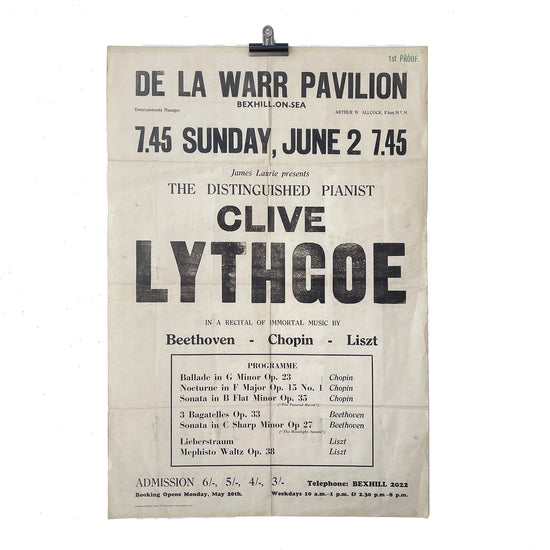 1st PROOF.
DE LA WARR PAVILION
BEXHILL-ON-SEA
Entertainments Manager ARTHUR W. ALLCOCK, F.Inst.M.E.N
7.45 SUNDAY, JUNE 2 7.45
James Laurie presents
THE DISTINGUISHED PIANIST
CLIVE
LYTHGOE
IN A RECITAL OF IMMORTAL MUSIC BY
Beethoven - Chopin - Liszt
PROGRAMME
Ballade in G Minor Op. 23 Chopin
Nocturne in F Major Op. 15 No. 1 Chopin
Sonata in B Flat Minor Op. 35 Chopin
("The Funeral March")
3 Bagatelles Op. 33 Beethoven
Sonata in C Sharp Minor Op 27 Beethoven
("The Moonlight Sonata")
Lieberstraum Liszt
Mephisto Waltz Op. 38 Liszt
ADMISSION 6/-, 5/-, 4/-, 3/- Telephone: BEXHILL 2022
Booking Opens Monday, May 20th. Weekdays 10 a.m.-1 p.m. & 2.30 p.m-8 p.m.